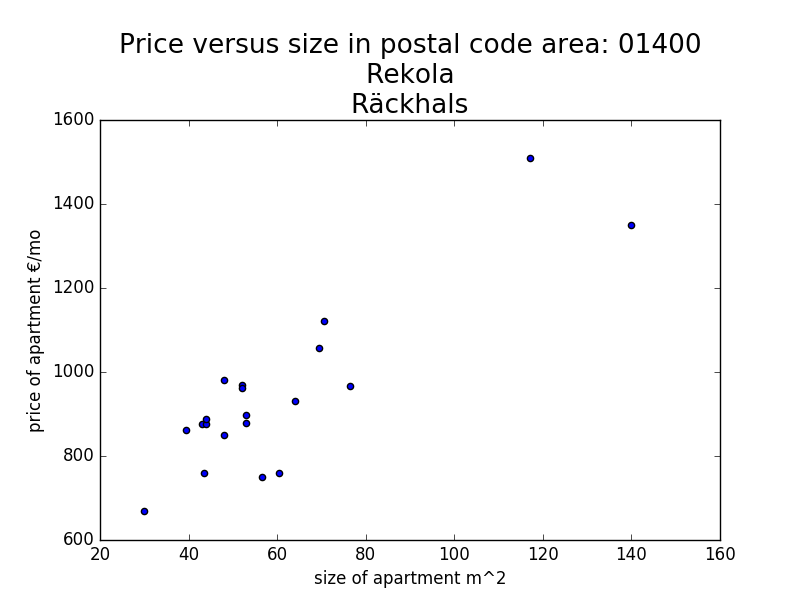 Price versus size in postal code area: 01400
Rekola
Räckhals
1600
1400
1200
1000
800
600
price of apartment €/mo
20 40 60 80 100 120 140 160
size of apartment m^2